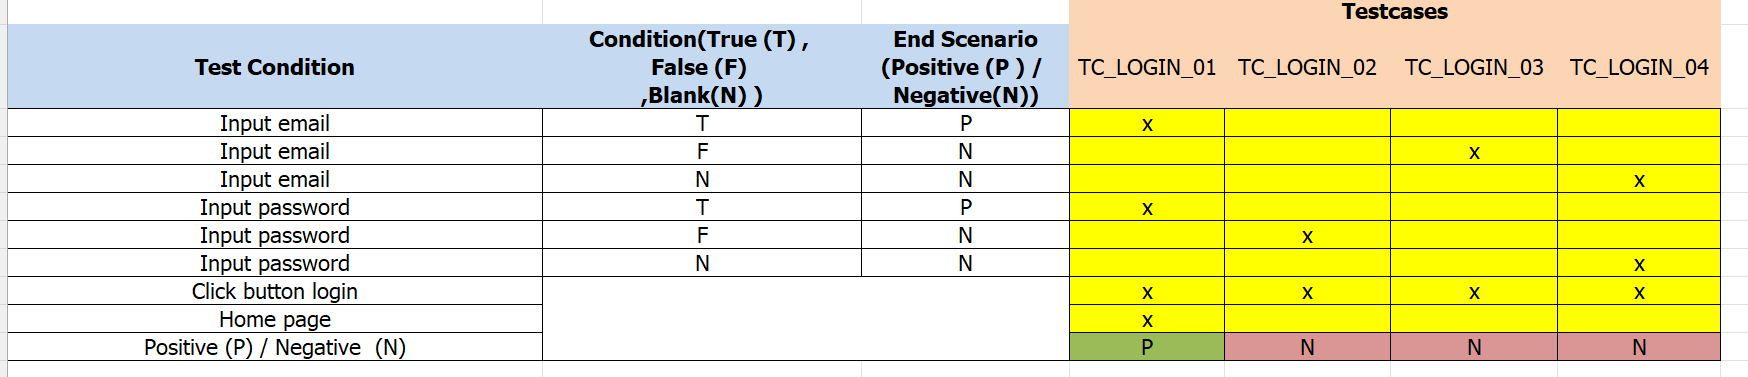 Testcases
Test Condition
Condition(True (T) ,
False (F)
,Blank(N) )
End Scenario
(Positive (P ) /
Negative(N))
TC_LOGIN_01 TC_LOGIN_02 TC_LOGIN_03 TC_LOGIN_04
Input email T P x
Input email F N x
Input email N N x
Input password T P x
Input password F N x
Input password N N x
Click button login x x x x
Home page x
Positive (P) / Negative (N) P N N N